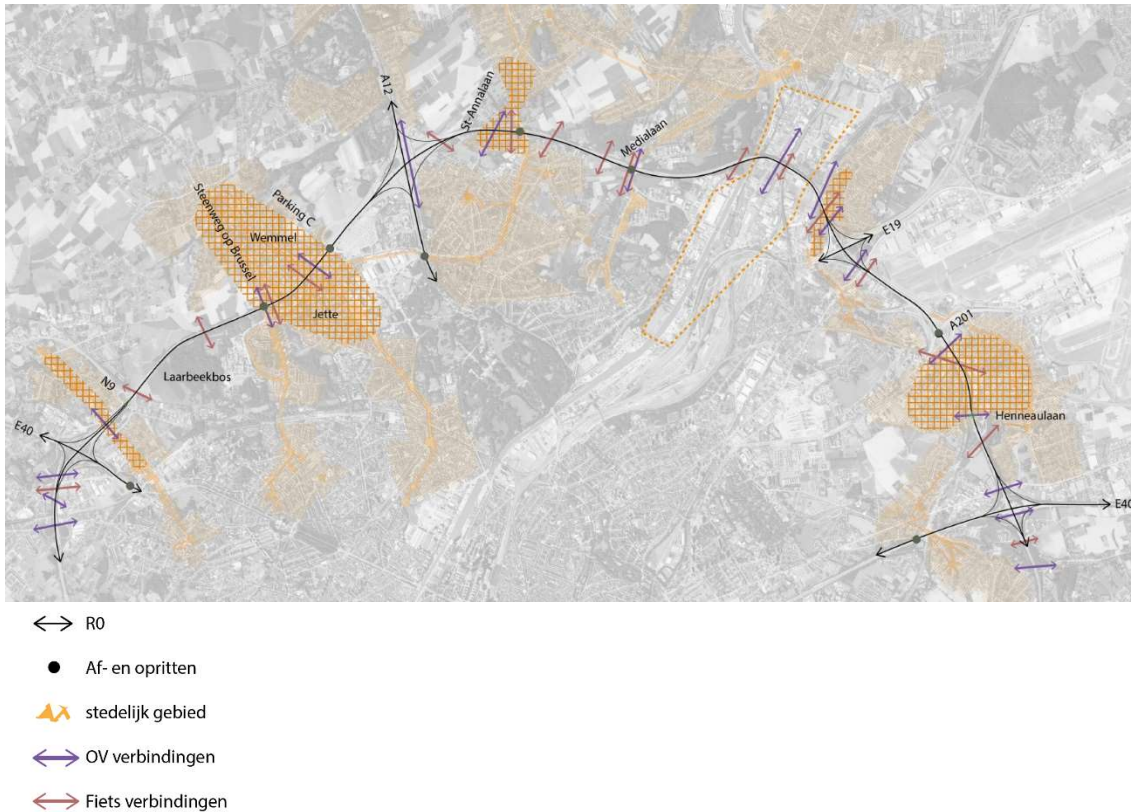 A12
St-Annalaan
Medialaan
Parking C
Steenweg op Brussel
Wemmel
E19
Jette
A201
Laarbeekbos
N9
Henneaulaan
E40
E40
R0
Af- en opritten
stedelijk gebied
OV verbindingen
Fiets verbindingen